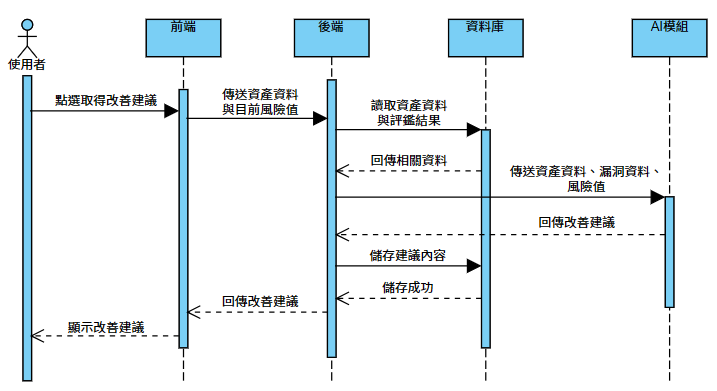 前端
後端
資料庫
AI模組
使用者
點選取得改善建議
傳送資產資料
與目前風險值
讀取資產資料
與評鑑結果
回傳相關資料
傳送資產資料、漏洞資料、
風險值
回傳改善建議
儲存建議內容
儲存成功
回傳改善建議
顯示改善建議